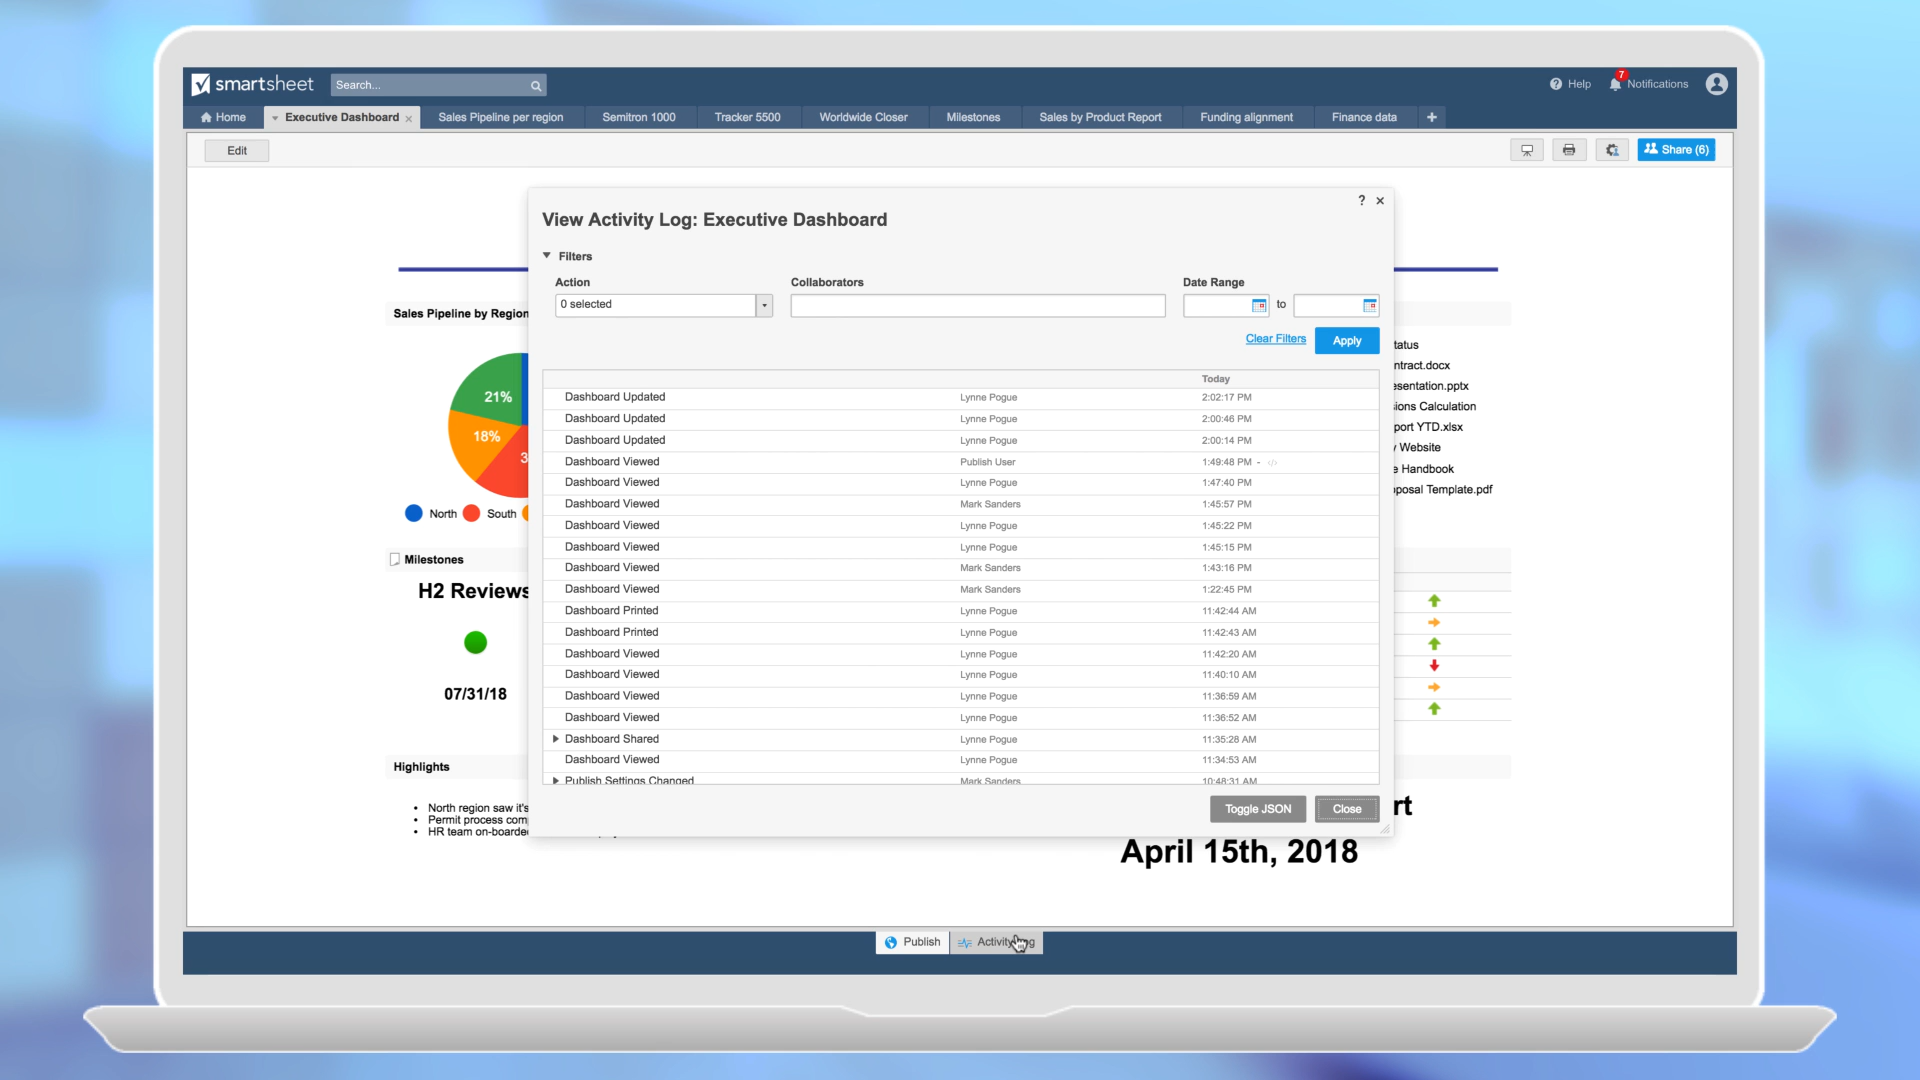 smartsheet
Search...
Help
7
Notifications
Home
Executive Dashboard
Sales Pipeline per region
Semitron 1000
Tracker 5500
Worldwide Closer
Milestones
Sales by Product Report
Funding alignment
Finance data
Edit
Share (6)
View Activity Log: Executive Dashboard
Filters
Action
Collaborators
Date Range
0 selected
to
Clear Filters
Apply
Today
Dashboard Updated Lynne Pogue 2:02:17 PM
Dashboard Updated Lynne Pogue 2:00:46 PM
Dashboard Updated Lynne Pogue 2:00:14 PM
Dashboard Viewed Publish User 1:49:48 PM -
Dashboard Viewed Lynne Pogue 1:47:40 PM
Dashboard Viewed Mark Sanders 1:45:57 PM
Dashboard Viewed Lynne Pogue 1:45:22 PM
Dashboard Viewed Lynne Pogue 1:45:15 PM
Dashboard Viewed Mark Sanders 1:43:16 PM
Dashboard Viewed Mark Sanders 1:22:45 PM
Dashboard Printed Lynne Pogue 11:42:44 AM
Dashboard Printed Lynne Pogue 11:42:43 AM
Dashboard Viewed Lynne Pogue 11:42:20 AM
Dashboard Viewed Lynne Pogue 11:40:10 AM
Dashboard Viewed Lynne Pogue 11:36:59 AM
Dashboard Viewed Lynne Pogue 11:36:52 AM
Dashboard Shared Lynne Pogue 11:35:28 AM
Dashboard Viewed Lynne Pogue 11:34:53 AM
Publish Settings Changed Mark Sanders 10:48:31 AM
Toggle JSON
Close
Sales Pipeline by Region
21%
18%
3
North
South
Milestones
H2 Reviews
07/31/18
Highlights
• North region saw it's
• Permit process com
• HR team on-boarde
tatus
ntract.docx
esentation.pptx
ions Calculation
port YTD.xlsx
y Website
e Handbook
posal Template.pdf
rt
April 15th, 2018
Publish